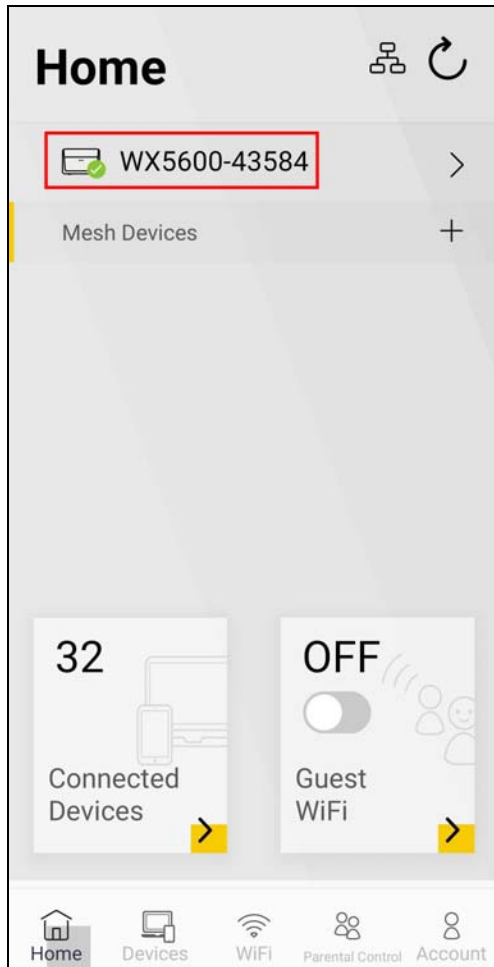 Home
WX5600-43584
Mesh Devices
32
Connected
Devices
OFF
Guest
WiFi
Home
Devices
WiFi
Parental Control
Account